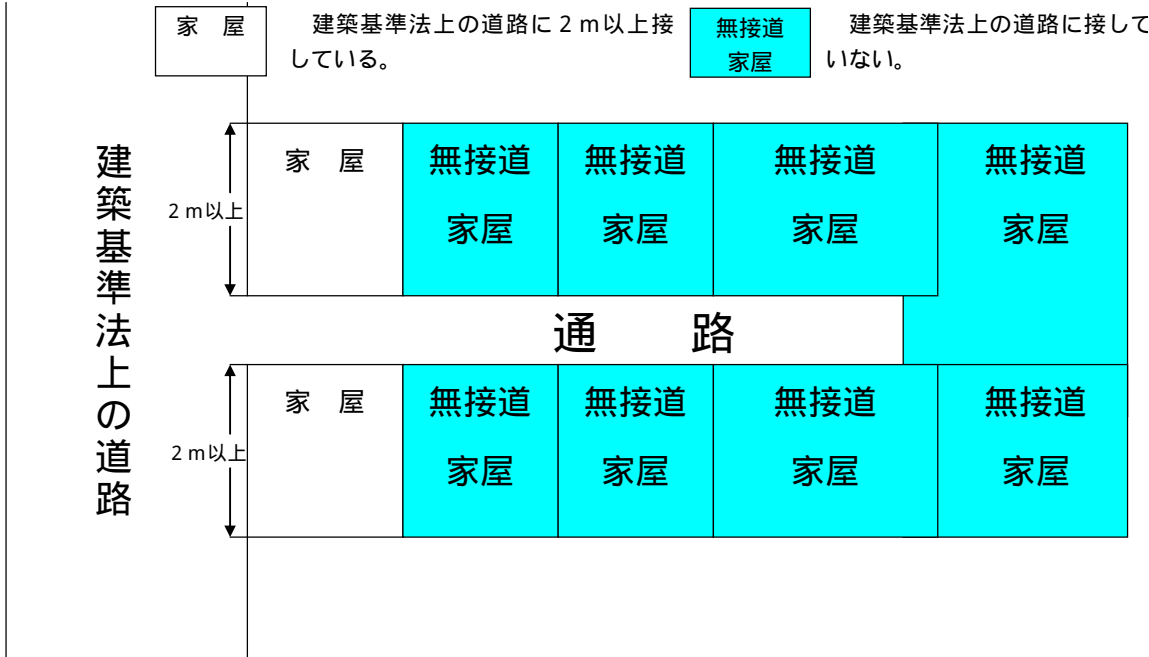 家　屋
建築基準法上の道路に２ｍ以上接
している。
無接道
家屋
建築基準法上の道路に接して
いない。
建築基準法上の道路
２ｍ以上
家　屋
無接道
家屋
無接道
家屋
無接道
家屋
無接道
家屋
通　路
２ｍ以上
家　屋
無接道
家屋
無接道
家屋
無接道
家屋
無接道
家屋